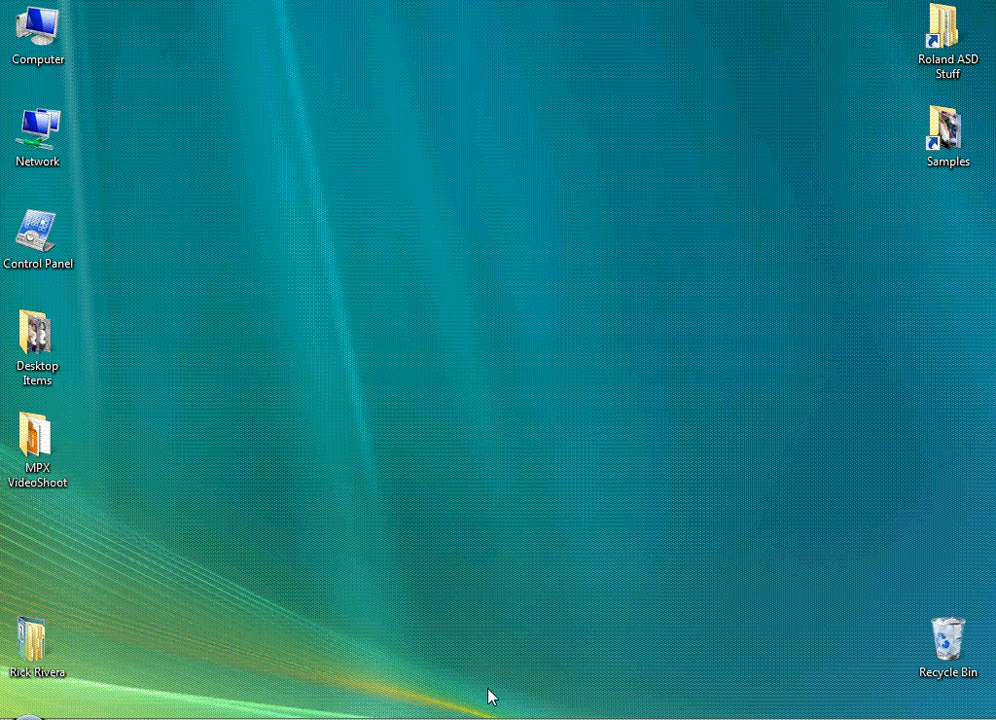 Computer
Network
Control Panel
Desktop
Items
MPX
VideoShoot
Rick Rivera
Roland ASD
Stuff
Samples
Recycle Bin